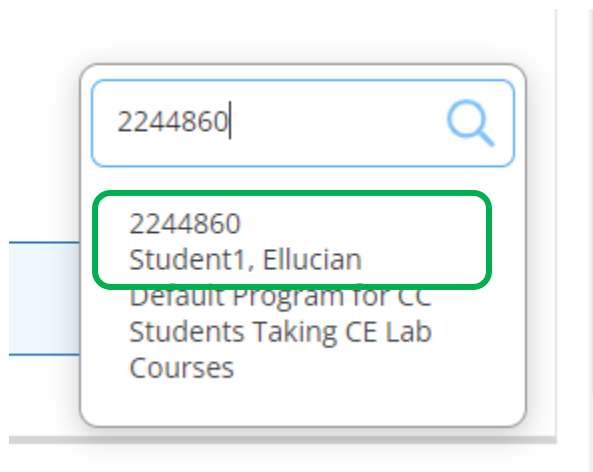 2244860
2244860
Student1, Ellucian
Default Program for CC
Students Taking CE Lab
Courses